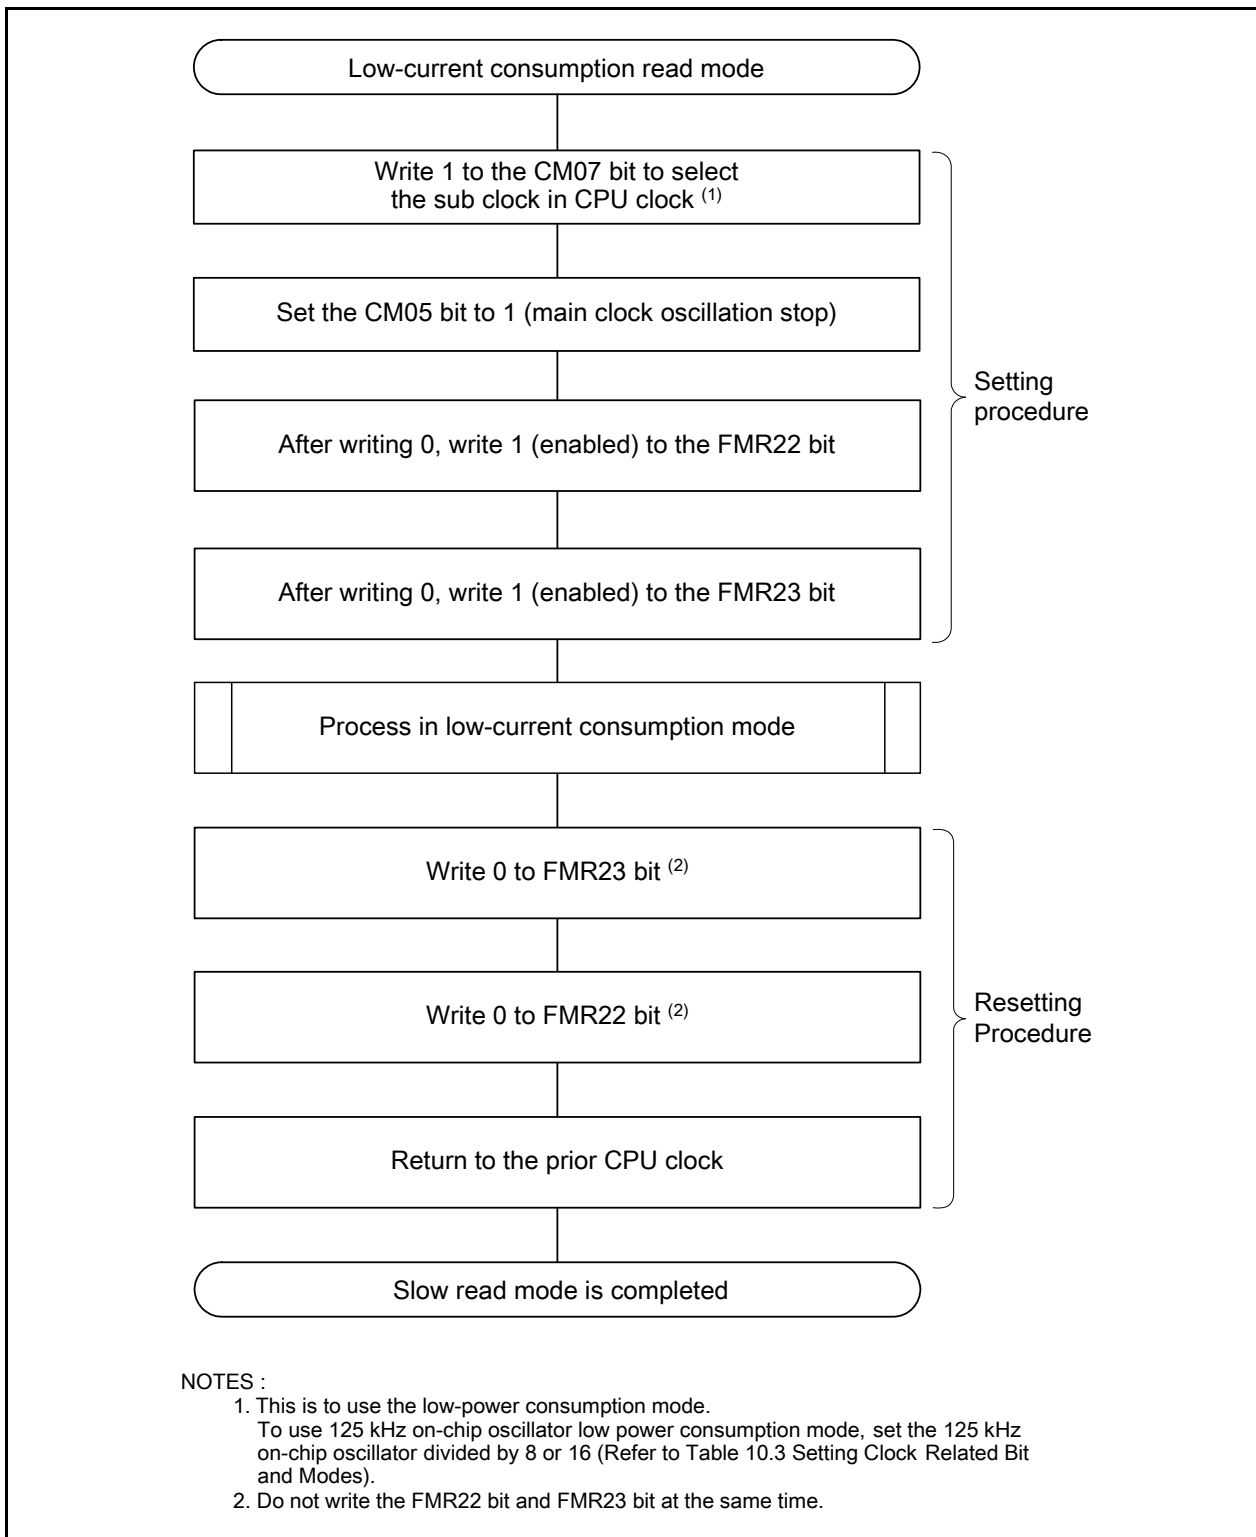 Low-current consumption read mode
Write 1 to the CM07 bit to select
the sub clock in CPU clock (1)
Set the CM05 bit to 1 (main clock oscillation stop)
After writing 0, write 1 (enabled) to the FMR22 bit
After writing 0, write 1 (enabled) to the FMR23 bit
Setting
procedure
Process in low-current consumption mode
Write 0 to FMR23 bit (2)
Write 0 to FMR22 bit (2)
Return to the prior CPU clock
Resetting
Procedure
Slow read mode is completed
NOTES :
1. This is to use the low-power consumption mode.
To use 125 kHz on-chip oscillator low power consumption mode, set the 125 kHz
on-chip oscillator divided by 8 or 16 (Refer to Table 10.3 Setting Clock Related Bit
and Modes).
2. Do not write the FMR22 bit and FMR23 bit at the same time.